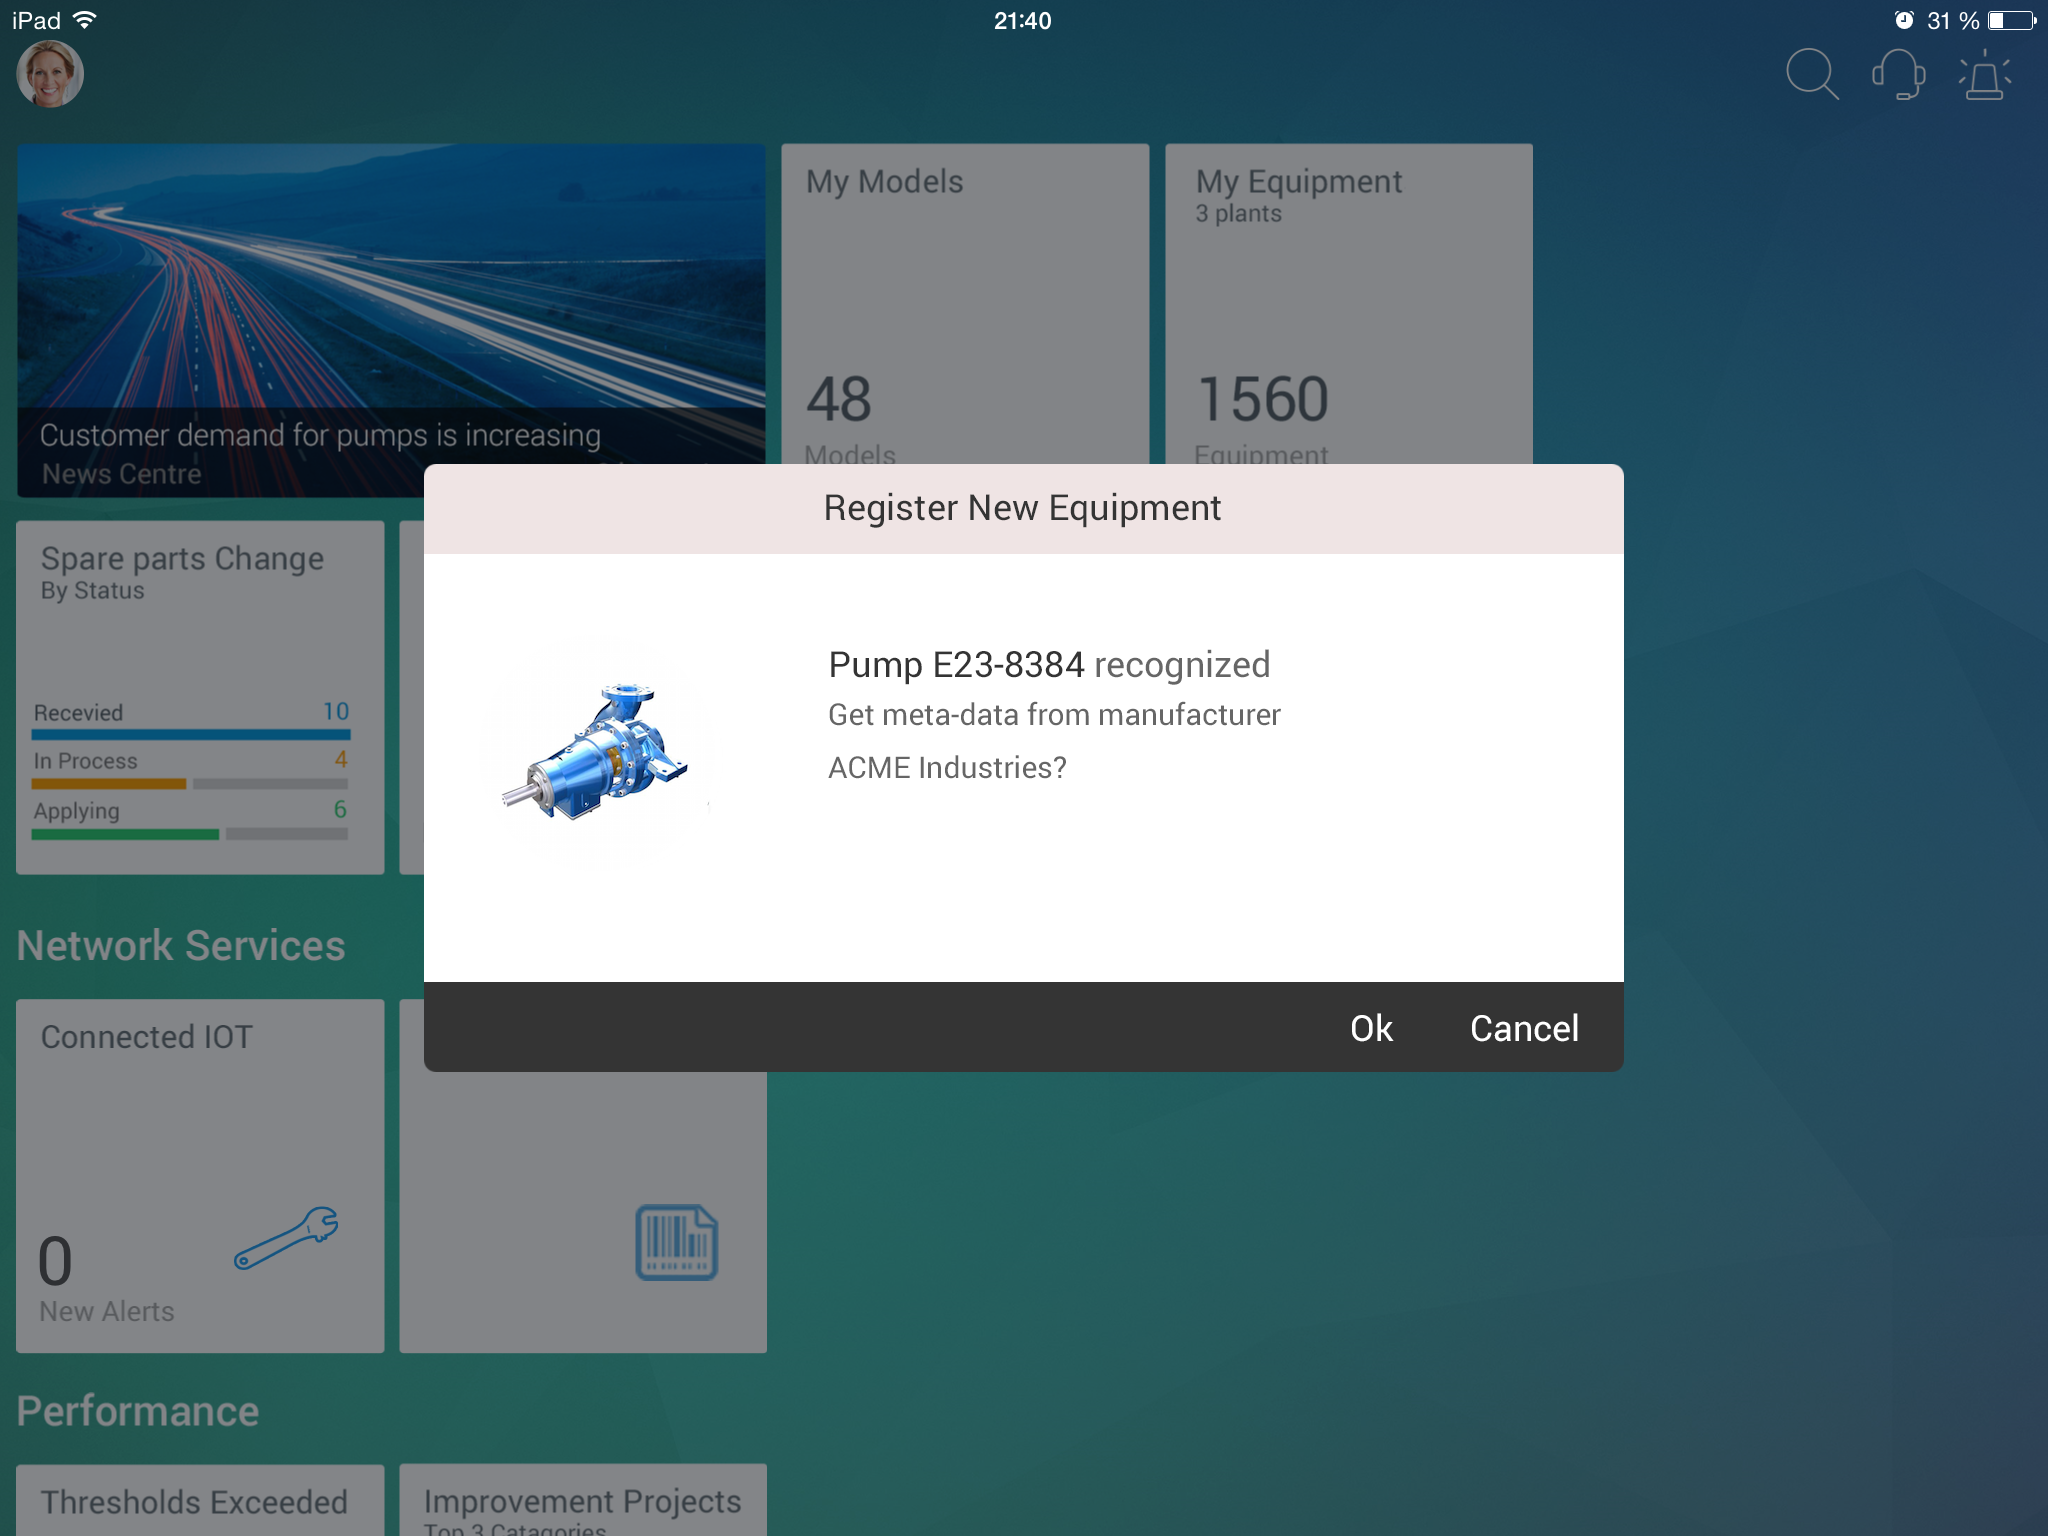 iPad
21:40
31 %
Customer demand for pumps is increasing
News Centre
My Models
48
Models
My Equipment
3 plants
1560
Equipment
Spare parts Change
By Status
Recevied 10
In Process 4
Applying 6
Register New Equipment
Pump E23-8384 recognized
Get meta-data from manufacturer
ACME Industries?
Ok Cancel
Network Services
Connected IOT
0
New Alerts
Performance
Thresholds Exceeded
Improvement Projects
Top 3 Catagories